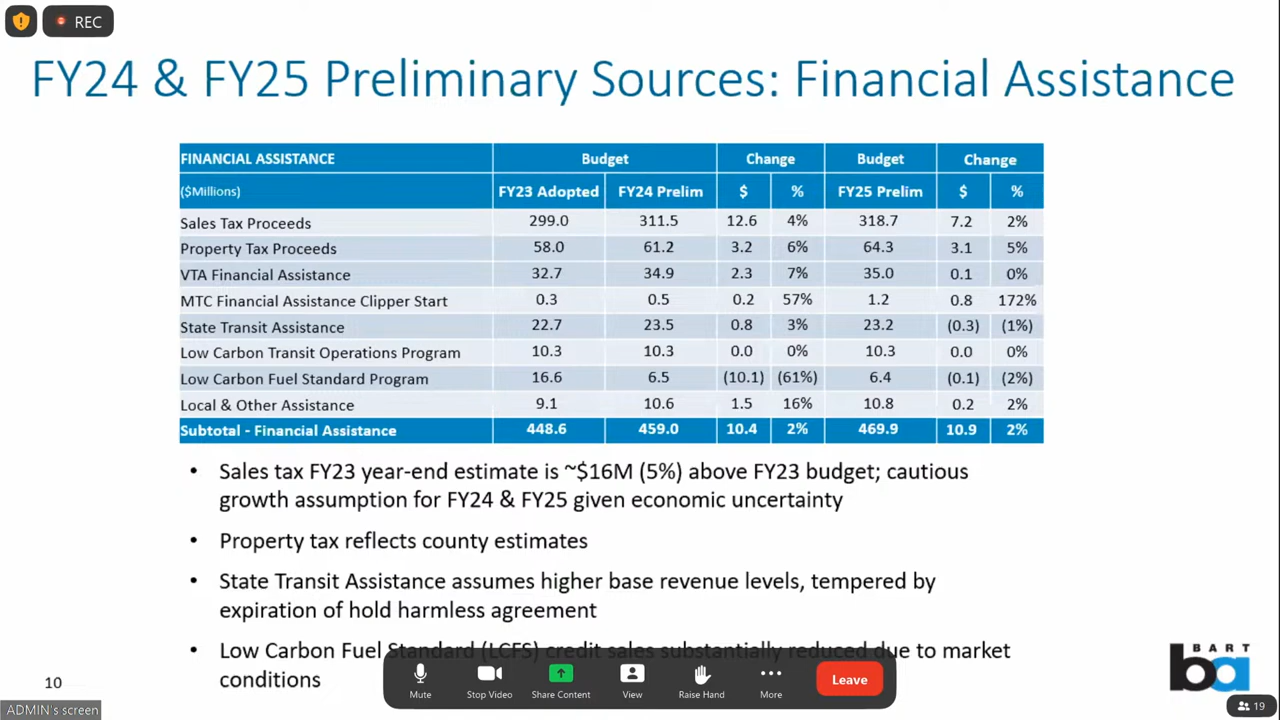 REC
FY24 & FY25 Preliminary Sources: Financial Assistance
FINANCIAL ASSISTANCE Budget Change Budget Change
($Millions) FY23 Adopted FY24 Prelim $ % FY25 Prelim $ %
Sales Tax Proceeds 299.0 311.5 12.6 4% 318.7 7.2 2%
Property Tax Proceeds 58.0 61.2 3.2 6% 64.3 3.1 5%
VTA Financial Assistance 32.7 34.9 2.3 7% 35.0 0.1 0%
MTC Financial Assistance Clipper Start 0.3 0.5 0.2 57% 1.2 0.8 172%
State Transit Assistance 22.7 23.5 0.8 3% 23.2 (0.3) (1%)
Low Carbon Transit Operations Program 10.3 10.3 0.0 0% 10.3 0.0 0%
Low Carbon Fuel Standard Program 16.6 6.5 (10.1) (61%) 6.4 (0.1) (2%)
Local & Other Assistance 9.1 10.6 1.5 16% 10.8 0.2 2%
Subtotal - Financial Assistance 448.6 459.0 10.4 2% 469.9 10.9 2%
• Sales tax FY23 year-end estimate is ~$16M (5%) above FY23 budget; cautious
growth assumption for FY24 & FY25 given economic uncertainty
• Property tax reflects county estimates
• State Transit Assistance assumes higher base revenue levels, tempered by
expiration of hold harmless agreement
• Low Carbon Fuel Standard (LCFS) credit sales substantially reduced due to market
conditions
Mute Stop Video Share Content View Raise Hand More Leave
BART
ba
10
ADMIN's screen
19